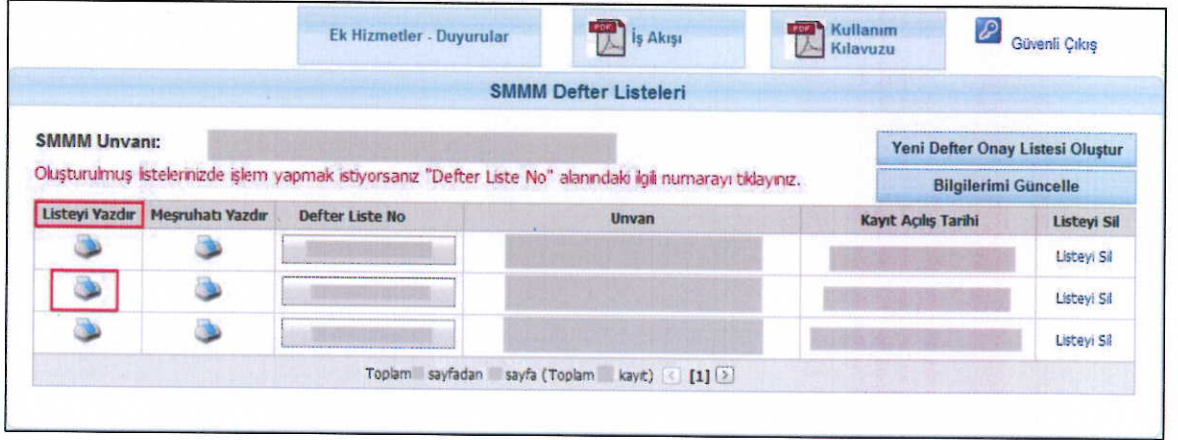 Ek Hizmetler - Duyurular
PDF
İş Akışı
PDF
Kullanım
Kılavuzu
Güvenli Çıkış
SMMM Defter Listeleri
SMMM Unvanı:
Yeni Defter Onay Listesi Oluştur
Oluşturulmuş listelerinizde işlem yapmak istiyorsanız "Defter Liste No" alanındaki ilgili numarayı tıklayınız.
Bilgilerimi Güncelle
Listeyi Yazdır Meşruhatı Yazdır Defter Liste No Unvan Kayıt Açılış Tarihi Listeyi Sil
Listeyi Sil
Listeyi Sil
Listeyi Sil
Toplam sayfadan sayfa (Toplam kayıt) < [1] >